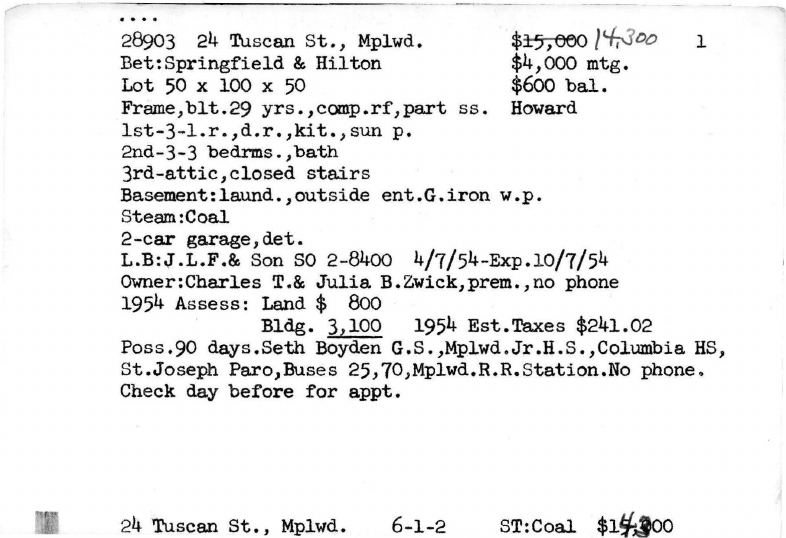 ....
28903 24 Tuscan St., Mplwd. $15,000 14,300 1
Bet:Springfield & Hilton $4,000 mtg.
Lot 50 x 100 x 50 $600 bal.
Frame,blt.29 yrs.,comp.rf,part ss. Howard
1st-3-l.r.,d.r.,kit.,sun p.
2nd-3-3 bedrms.,bath
3rd-attic,closed stairs
Basement:laund.,outside ent.G.iron w.p.
Steam:Coal
2-car garage,det.
L.B:J.L.F.& Son SO 2-8400 4/7/54-Exp.10/7/54
Owner:Charles T.& Julia B.Zwick,prem.,no phone
1954 Assess: Land $ 800
Bldg. 3,100 1954 Est.Taxes $241.02
Poss.90 days.Seth Boyden G.S.,Mplwd.Jr.H.S.,Columbia HS,
St.Joseph Paro,Buses 25,70,Mplwd.R.R.Station.No phone.
Check day before for appt.
24 Tuscan St., Mplwd. 6-1-2 ST:Coal $14,300